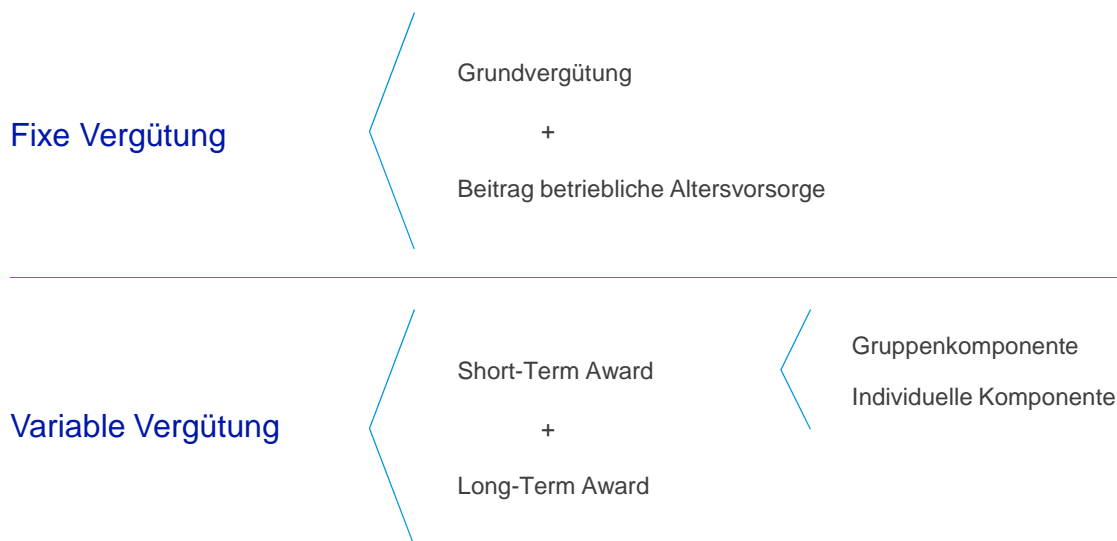 Fixe Vergütung
Grundvergütung
+
Beitrag betriebliche Altersvorsorge
Variable Vergütung
Short-Term Award
+
Long-Term Award
Gruppenkomponente
Individuelle Komponente